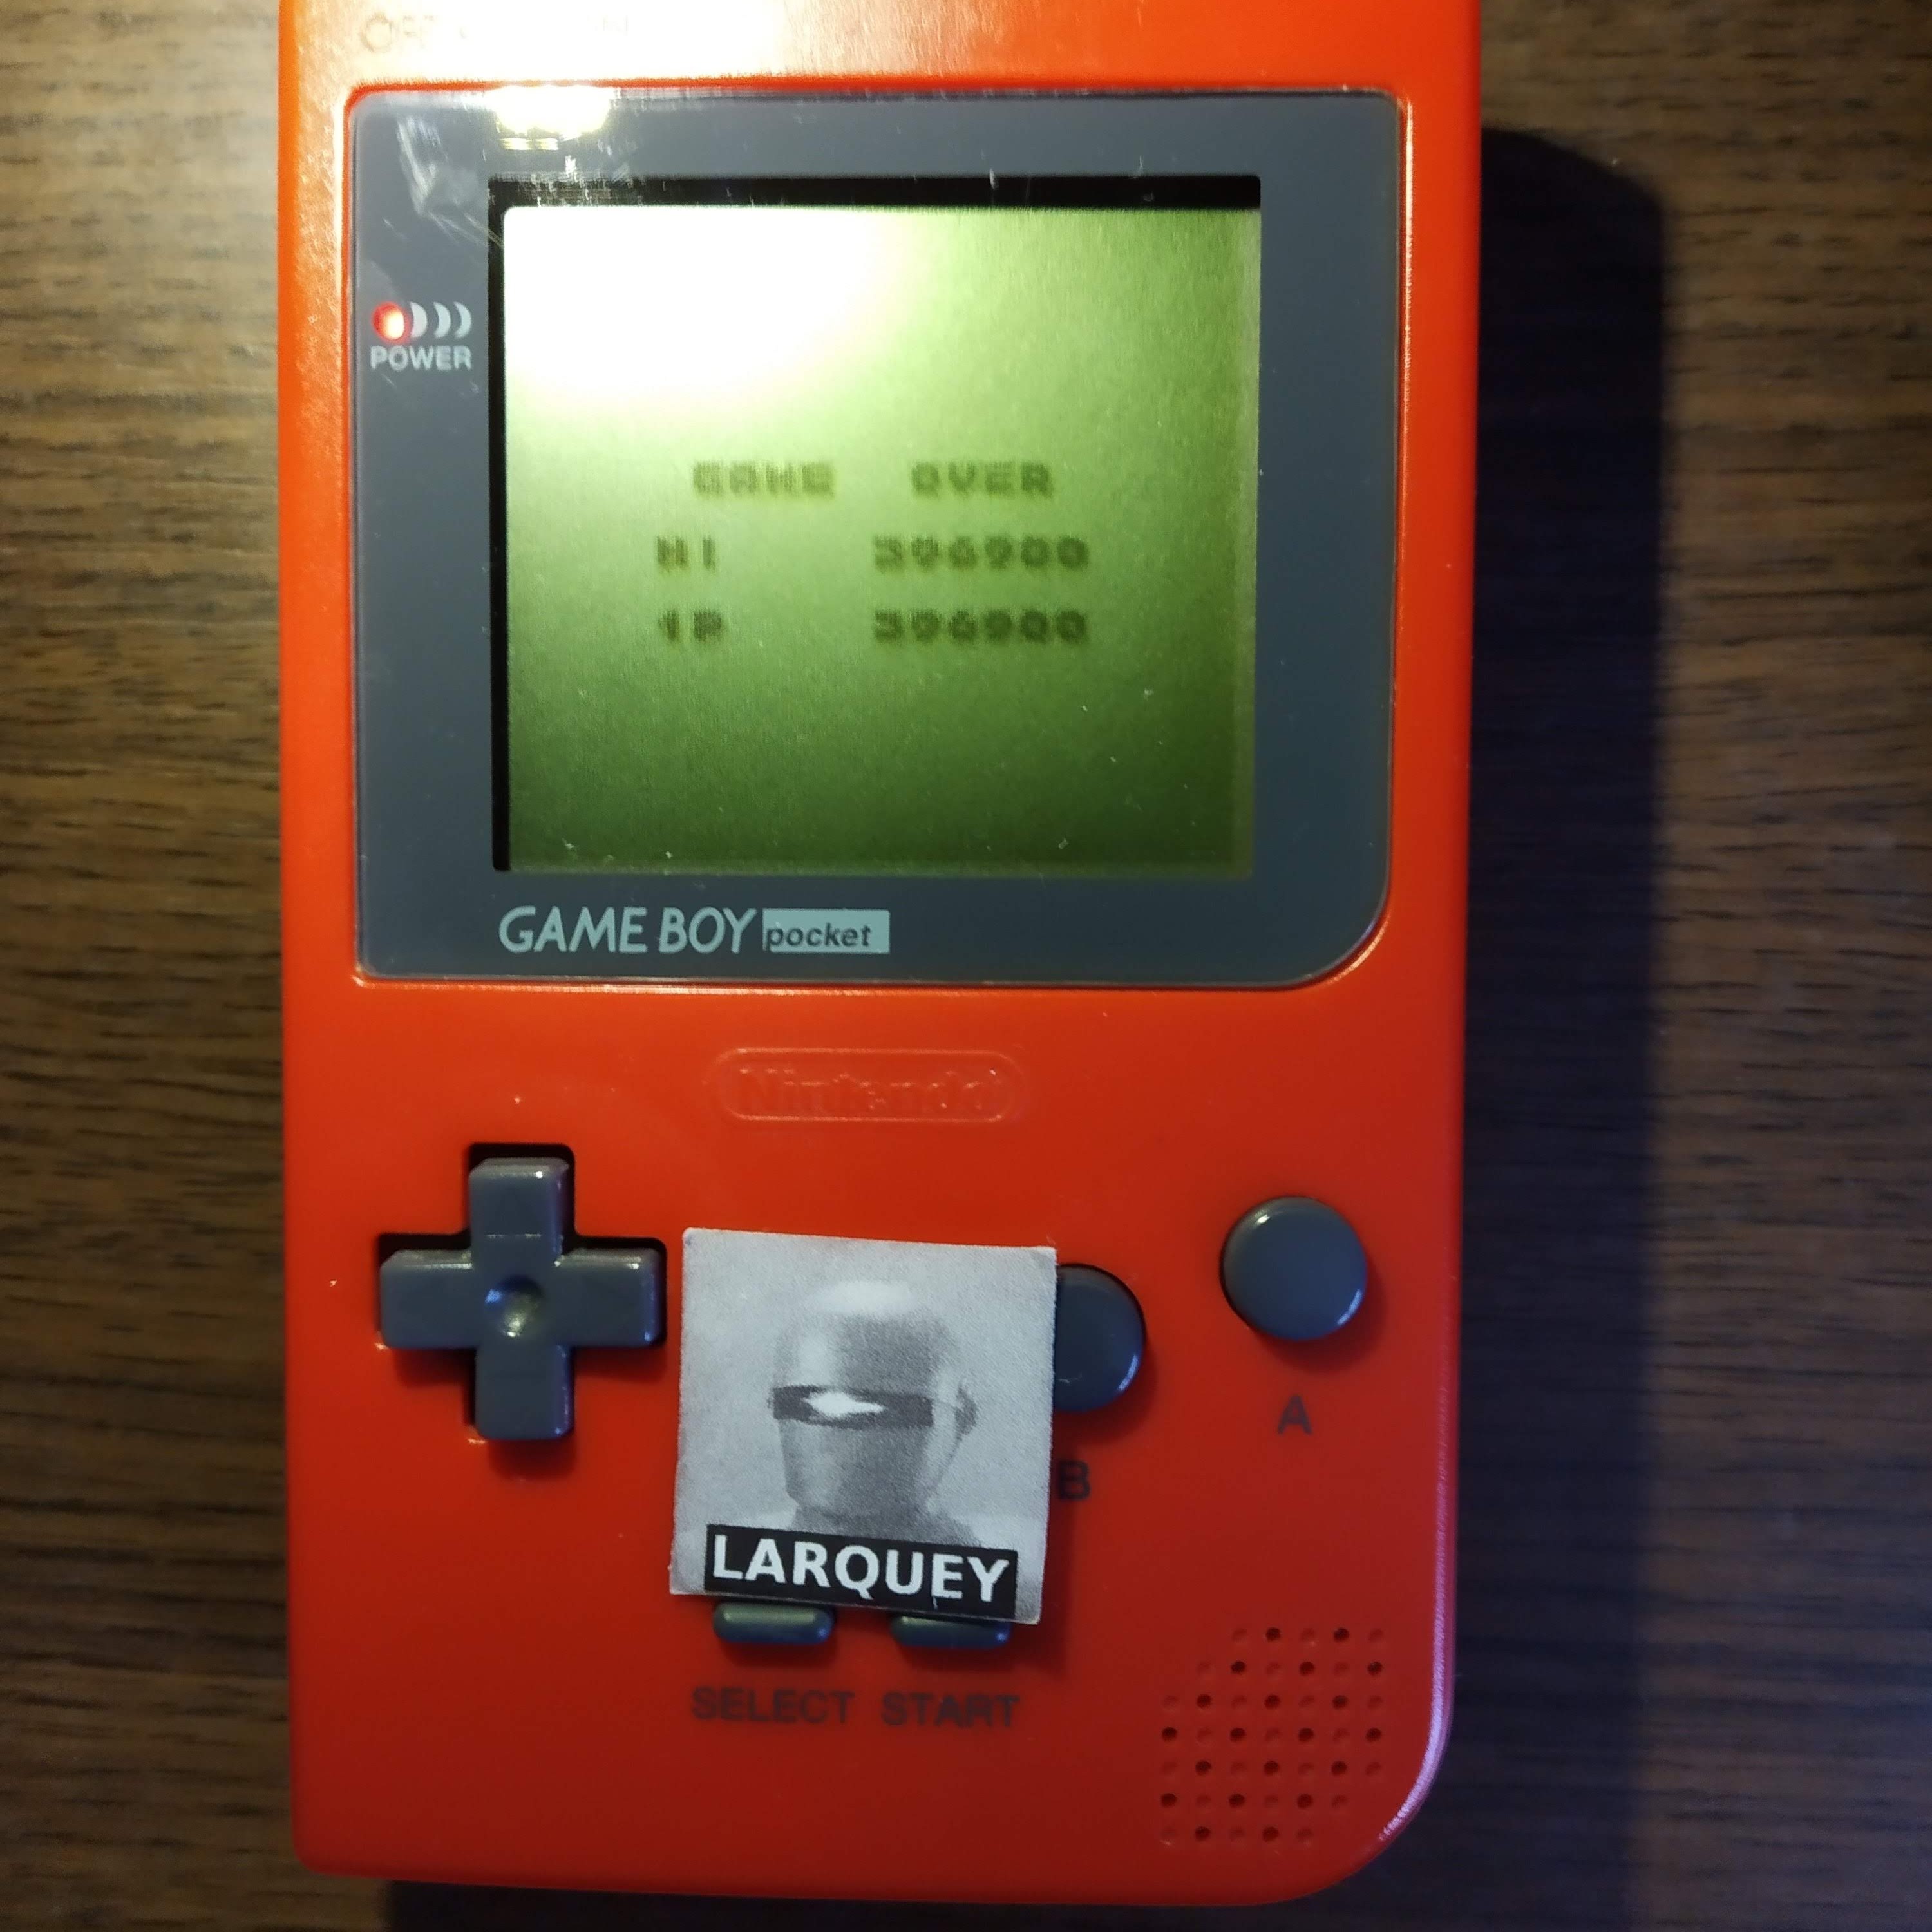 POWER
GAME OVER
HI 396900
1P 396900
GAME BOY pocket
Nintendo
A
B
LARQUEY
SELECT START